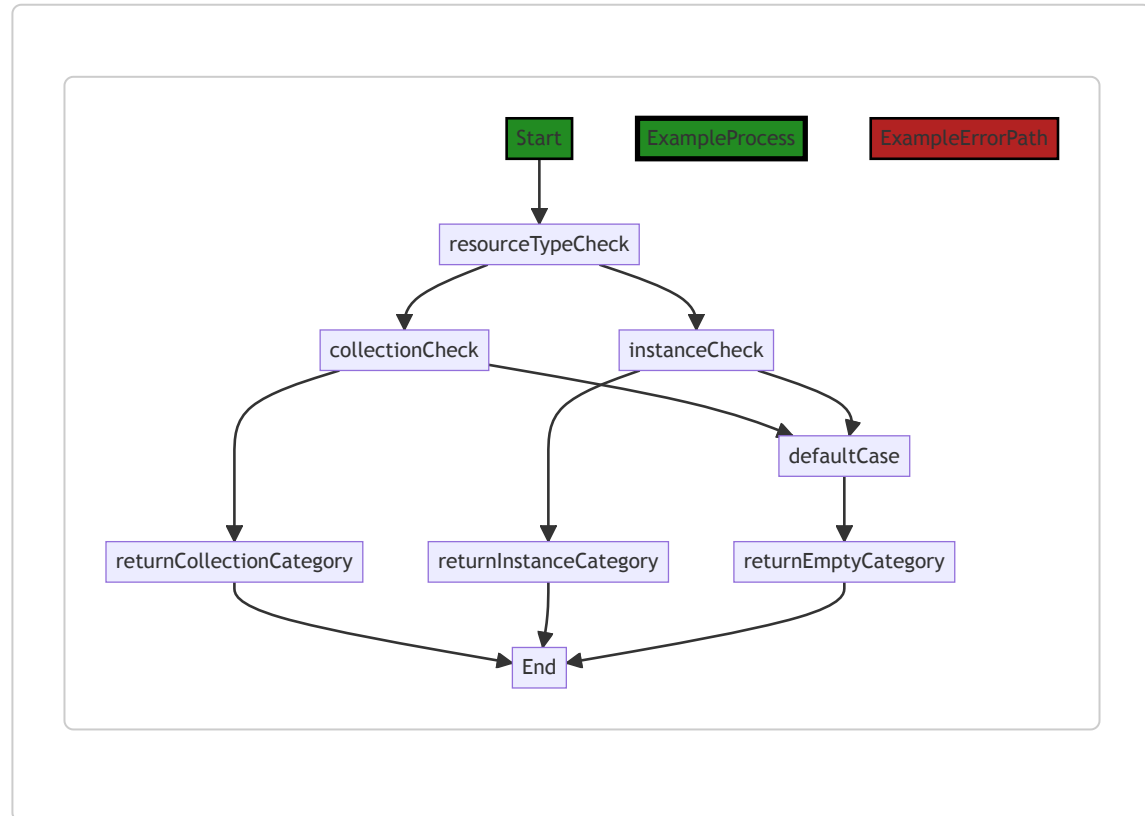 Start
ExampleProcess
ExampleErrorPath
resourceTypeCheck
collectionCheck
instanceCheck
defaultCase
returnCollectionCategory
returnInstanceCategory
returnEmptyCategory
End